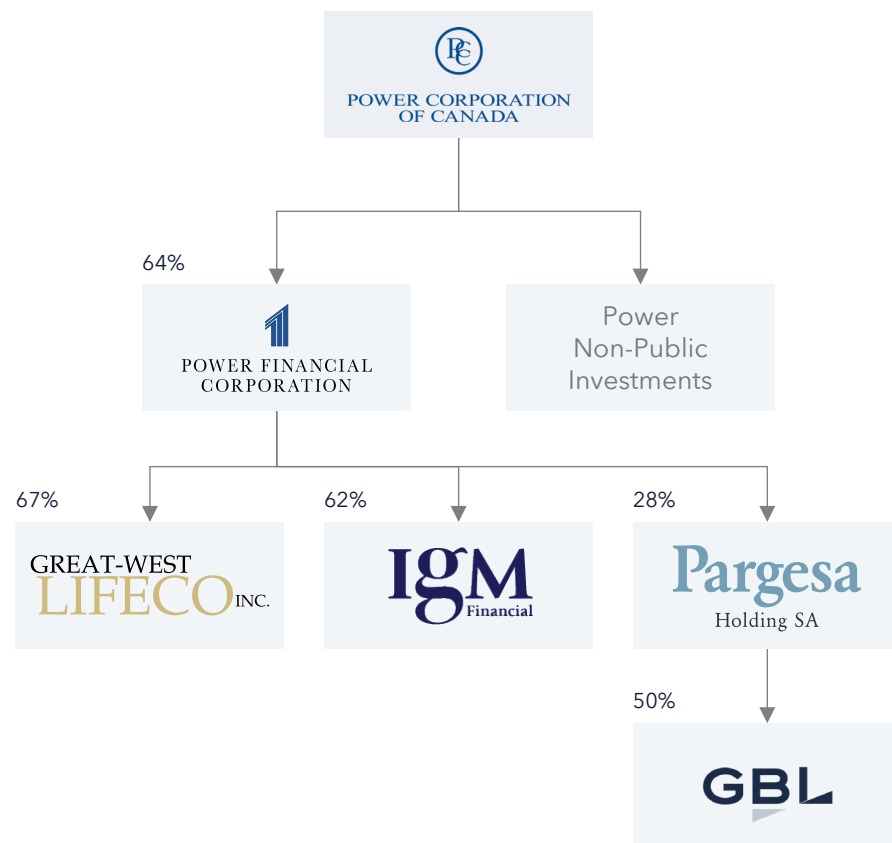 PCC
POWER CORPORATION
OF CANADA
64%
POWER FINANCIAL
CORPORATION
Power
Non-Public
Investments
67%
GREAT-WEST
LIFECO INC.
62%
IGM
Financial
28%
Pargesa
Holding SA
50%
GBL